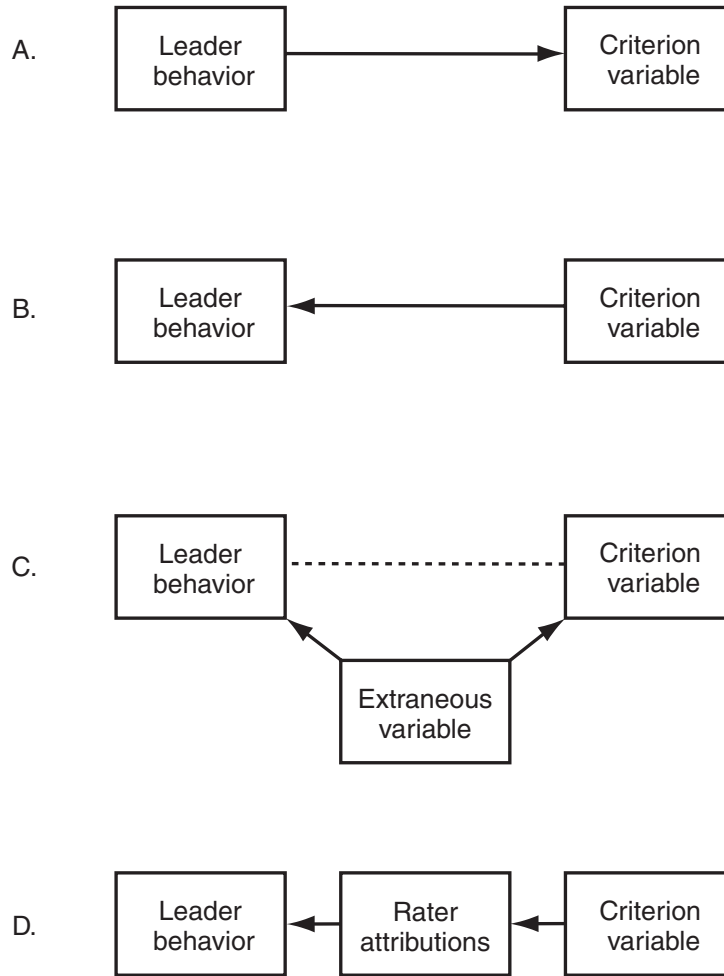 A.
Leader
behavior
Criterion
variable
B.
Leader
behavior
Criterion
variable
C.
Leader
behavior
Criterion
variable
Extraneous
variable
D.
Leader
behavior
Rater
attributions
Criterion
variable